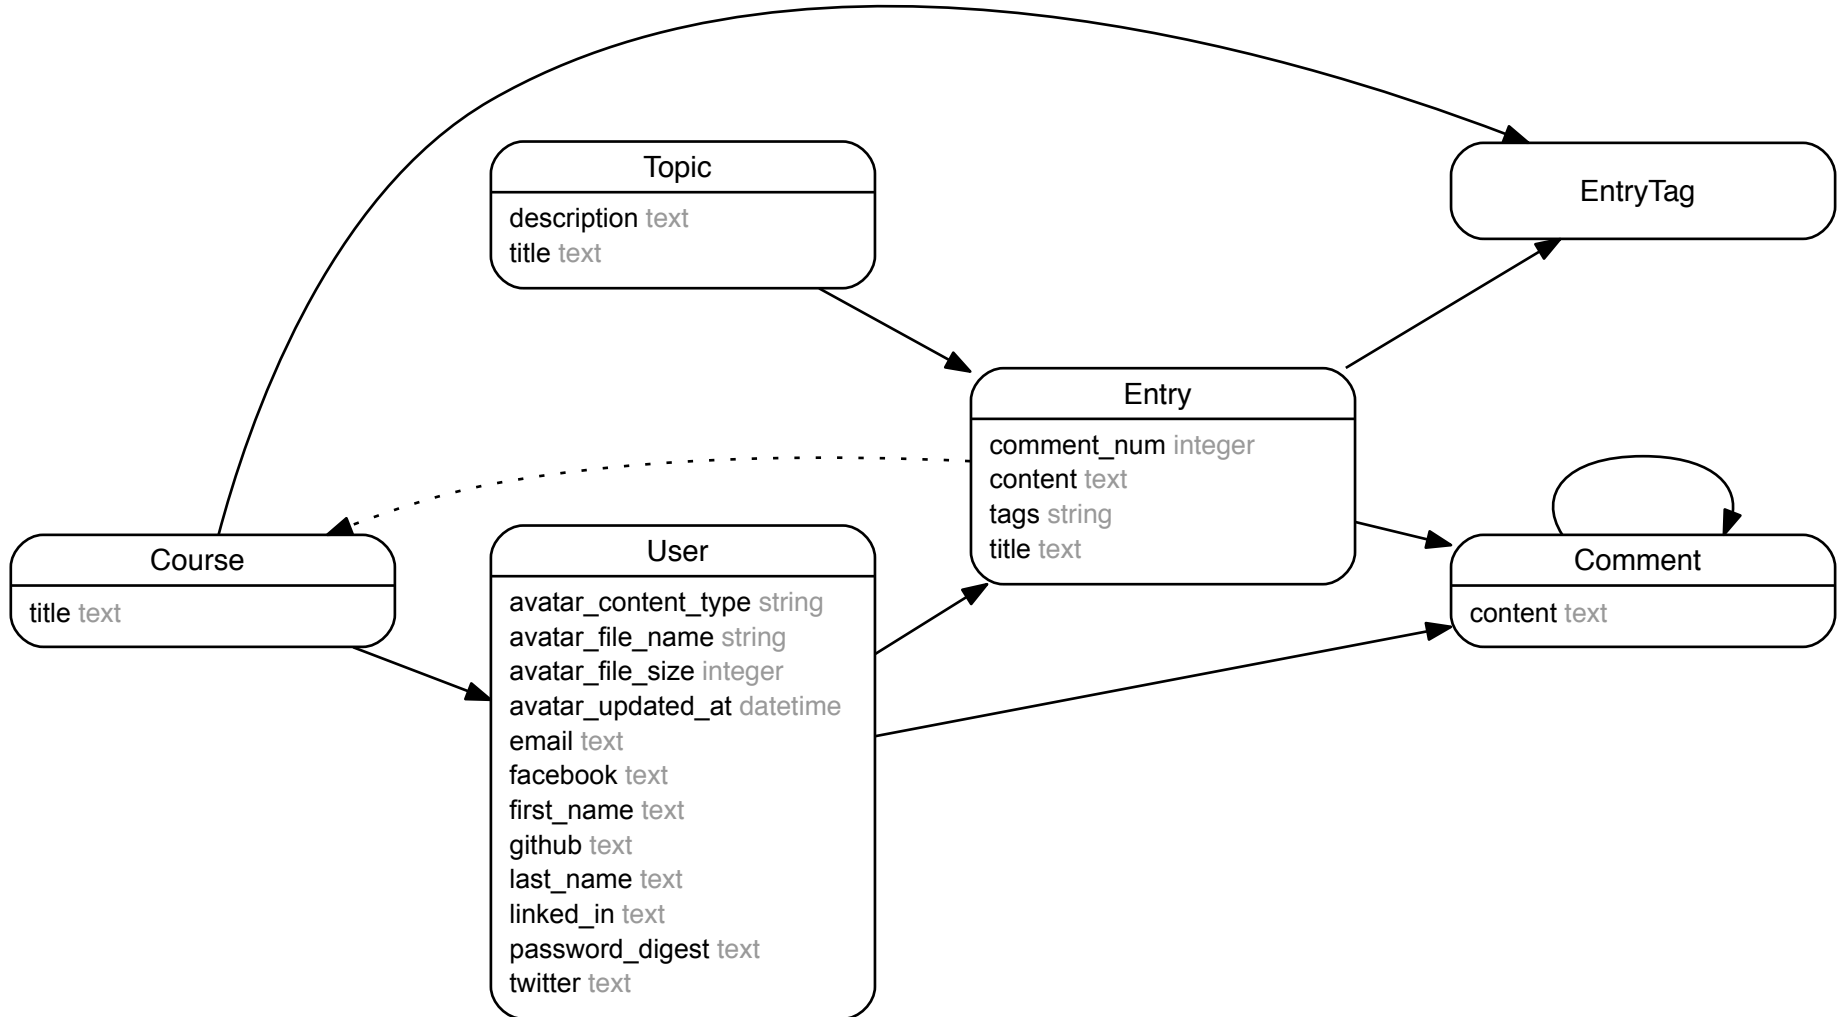 Topic
description text
title text
EntryTag
Entry
comment_num integer
content text
tags string
title text
Course
title text
User
avatar_content_type string
avatar_file_name string
avatar_file_size integer
avatar_updated_at datetime
email text
facebook text
first_name text
github text
last_name text
linked_in text
password_digest text
twitter text
Comment
content text